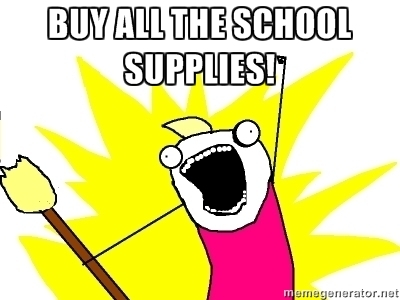 BUY ALL THE SCHOOL
SUPPLIES!
memegenerator.net